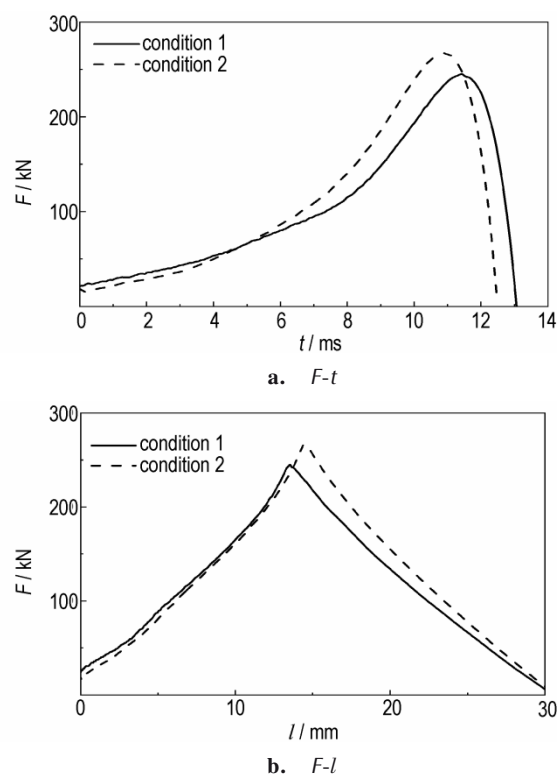 300
condition 1
condition 2
200
F / kN
100
0 2 4 6 8 10 12 14
t / ms
a. F-t
300
condition 1
condition 2
200
F / kN
100
0 10 20 30
l / mm
b. F-l